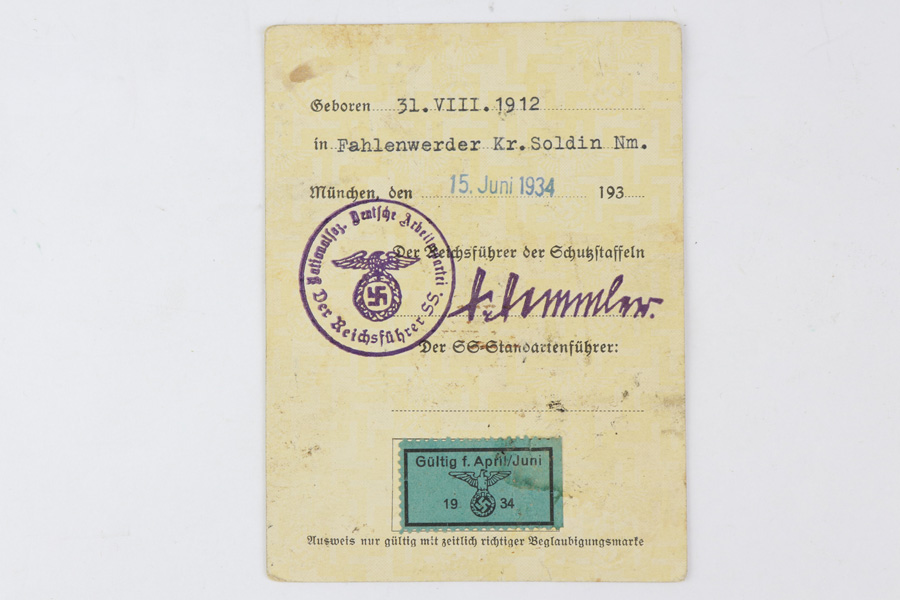 Geboren 31.VIII.1912
in Fahlenwerder Kr. Soldin Nm.
München, den 15. Juni 1934 193
Nationalsoz. Deutsche Arbeiterpartei
Der Reichsführer SS.
Der Reichsführer der Schutzstaffeln
Der SS-Standartenführer:
Gültig f. April/Juni
19 34
Ausweis nur gültig mit zeitlich richtiger Beglaubigungsmarke